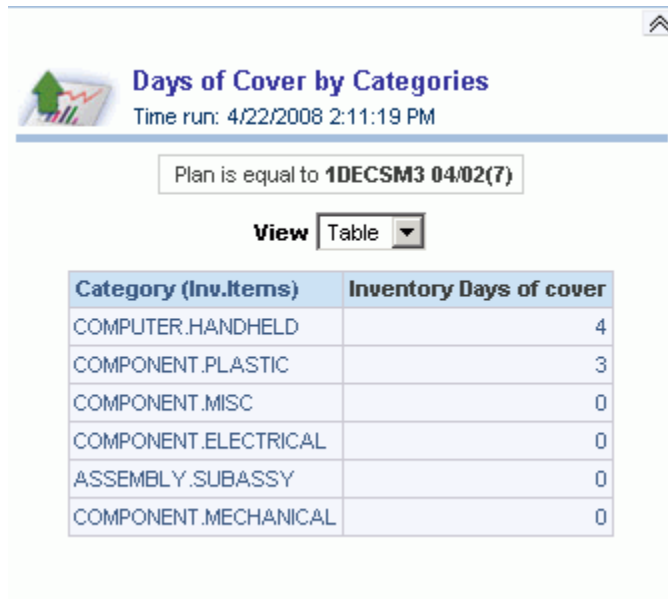 Days of Cover by Categories
Time run: 4/22/2008 2:11:19 PM
Plan is equal to 1DECSM3 04/02(7)
View Table
Category (Inv.Items) Inventory Days of cover
COMPUTER.HANDHELD 4
COMPONENT.PLASTIC 3
COMPONENT.MISC 0
COMPONENT.ELECTRICAL 0
ASSEMBLY.SUBASSY 0
COMPONENT.MECHANICAL 0